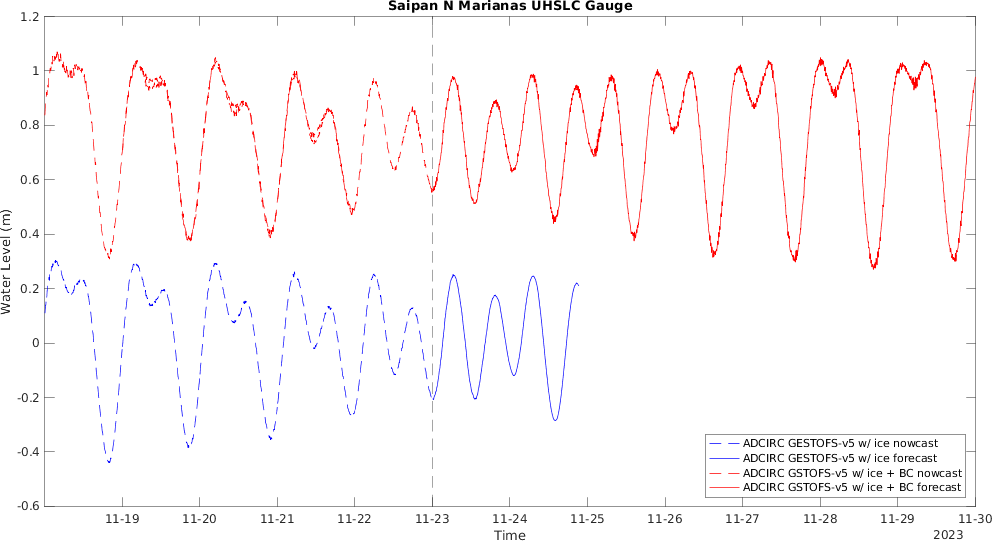 Saipan N Marianas UHSLC Gauge
Water Level (m)
1.2
1
0.8
0.6
0.4
0.2
0
-0.2
-0.4
-0.6
11-19 11-20 11-21 11-22 11-23 11-24 11-25 11-26 11-27 11-28 11-29 11-30
Time
2023
ADCIRC GESTOFS-v5 w/ ice nowcast
ADCIRC GESTOFS-v5 w/ ice forecast
ADCIRC GSTOFS-v5 w/ ice + BC nowcast
ADCIRC GSTOFS-v5 w/ ice + BC forecast